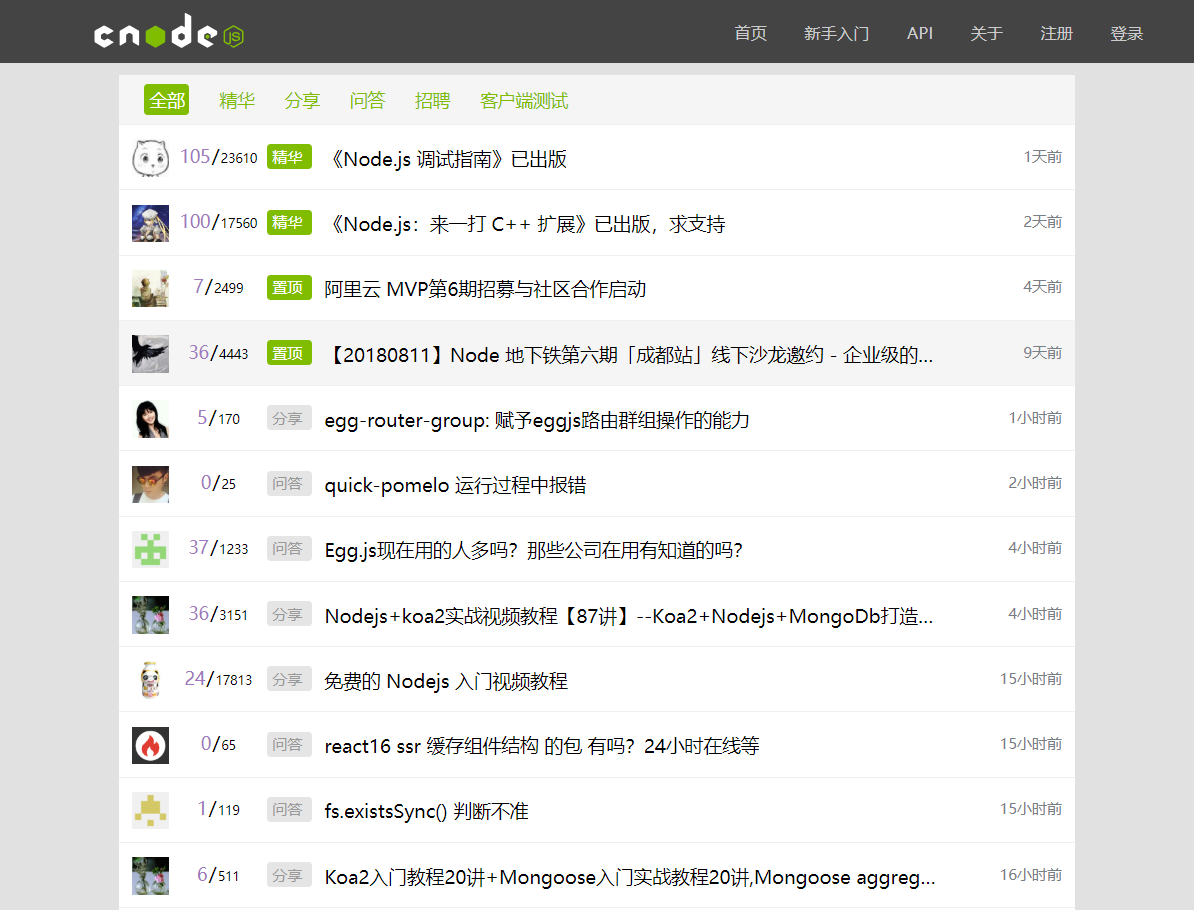 cnode js 首页 新手入门 API 关于 注册 登录
全部 精华 分享 问答 招聘 客户端测试
105/23610 精华 《Node.js 调试指南》已出版 1天前
100/17560 精华 《Node.js：来一打 C++ 扩展》已出版，求支持 2天前
7/2499 置顶 阿里云 MVP第6期招募与社区合作启动 4天前
36/4443 置顶 【20180811】Node 地下铁第六期「成都站」线下沙龙邀约 - 企业级的... 9天前
5/170 分享 egg-router-group: 赋予eggjs路由群组操作的能力 1小时前
0/25 问答 quick-pomelo 运行过程中报错 2小时前
37/1233 问答 Egg.js现在用的人多吗？那些公司在用有知道的吗？ 4小时前
36/3151 分享 Nodejs+koa2实战视频教程【87讲】--Koa2+Nodejs+MongoDb打造... 4小时前
24/17813 分享 免费的 Nodejs 入门视频教程 15小时前
0/65 问答 react16 ssr 缓存组件结构 的包 有吗？24小时在线等 15小时前
1/119 问答 fs.existsSync() 判断不准 15小时前
6/511 分享 Koa2入门教程20讲+Mongoose入门实战教程20讲,Mongoose aggreg... 16小时前